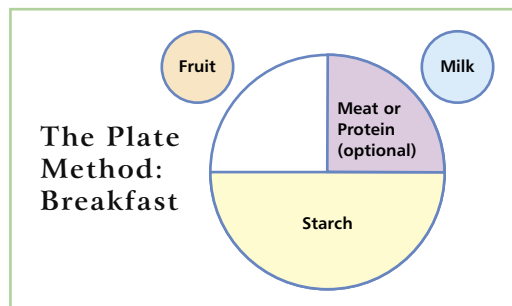 The Plate
Method:
Breakfast
Fruit
Milk
Meat or
Protein
(optional)
Starch